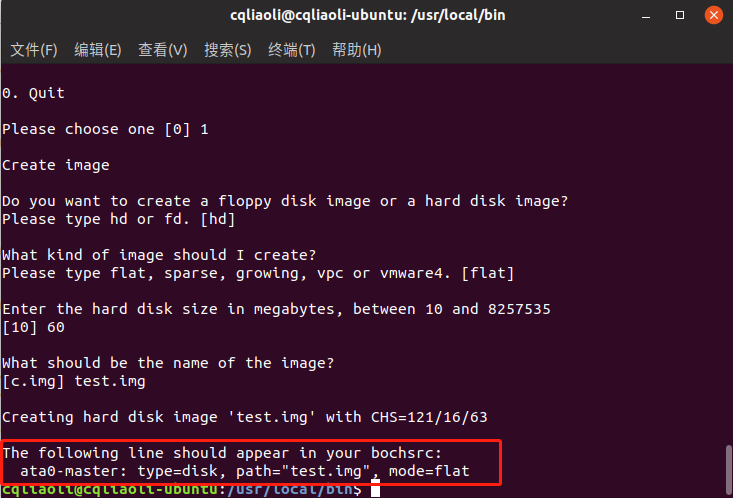 cqliaoli@cqliaoli-ubuntu: /usr/local/bin
文件(F) 编辑(E) 查看(V) 搜索(S) 终端(T) 帮助(H)
0. Quit
Please choose one [0] 1
Create image
Do you want to create a floppy disk image or a hard disk image?
Please type hd or fd. [hd]
What kind of image should I create?
Please type flat, sparse, growing, vpc or vmware4. [flat]
Enter the hard disk size in megabytes, between 10 and 8257535
[10] 60
What should be the name of the image?
[c.img] test.img
Creating hard disk image 'test.img' with CHS=121/16/63
The following line should appear in your bochsrc:
  ata0-master: type=disk, path="test.img", mode=flat
cqliaoli@cqliaoli-ubuntu:/usr/local/bin$